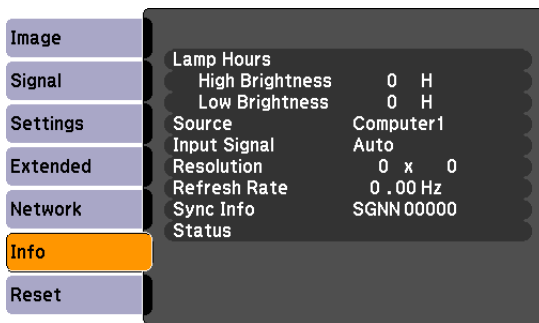 Image
Signal
Settings
Extended
Network
Info
Reset
Lamp Hours
High Brightness 0 H
Low Brightness 0 H
Source Computer1
Input Signal Auto
Resolution 0 x 0
Refresh Rate 0.00 Hz
Sync Info SGNN 00000
Status